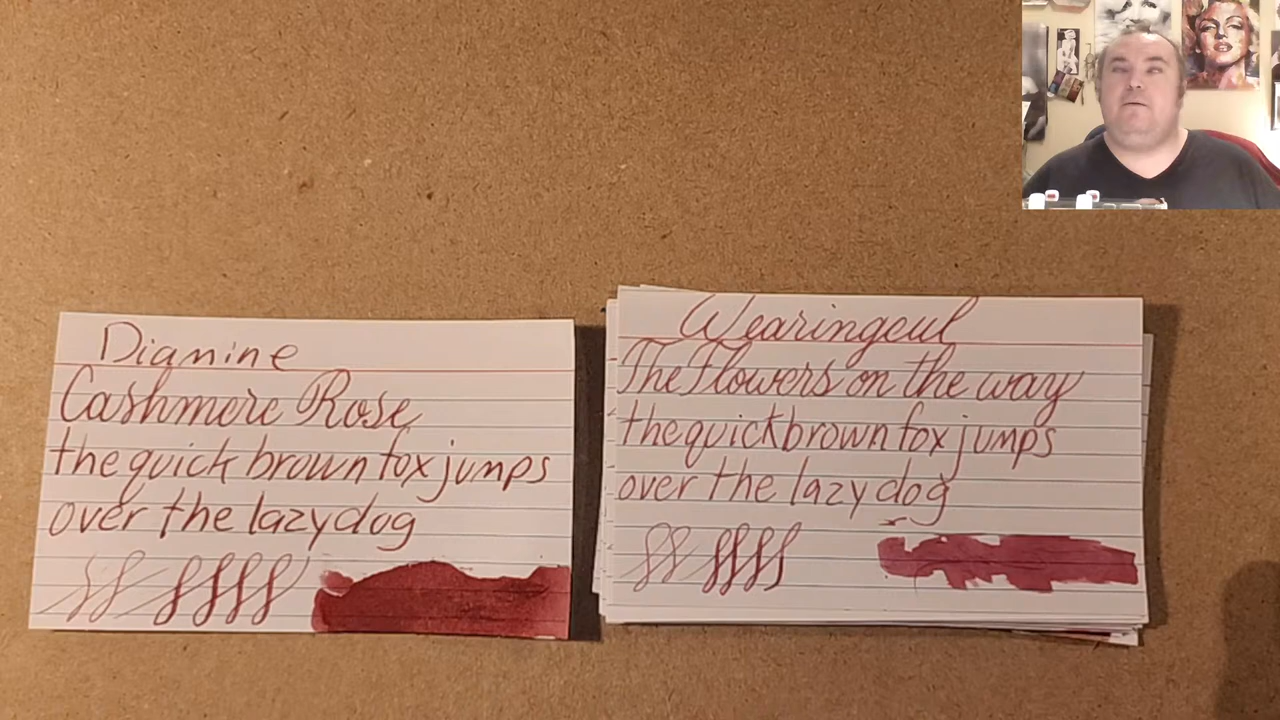 Diamine
Cashmere Rose
the quick brown fox jumps
over the lazy dog
Wearingeul
The Flowers on the way
the quick brown fox jumps
over the lazy dog